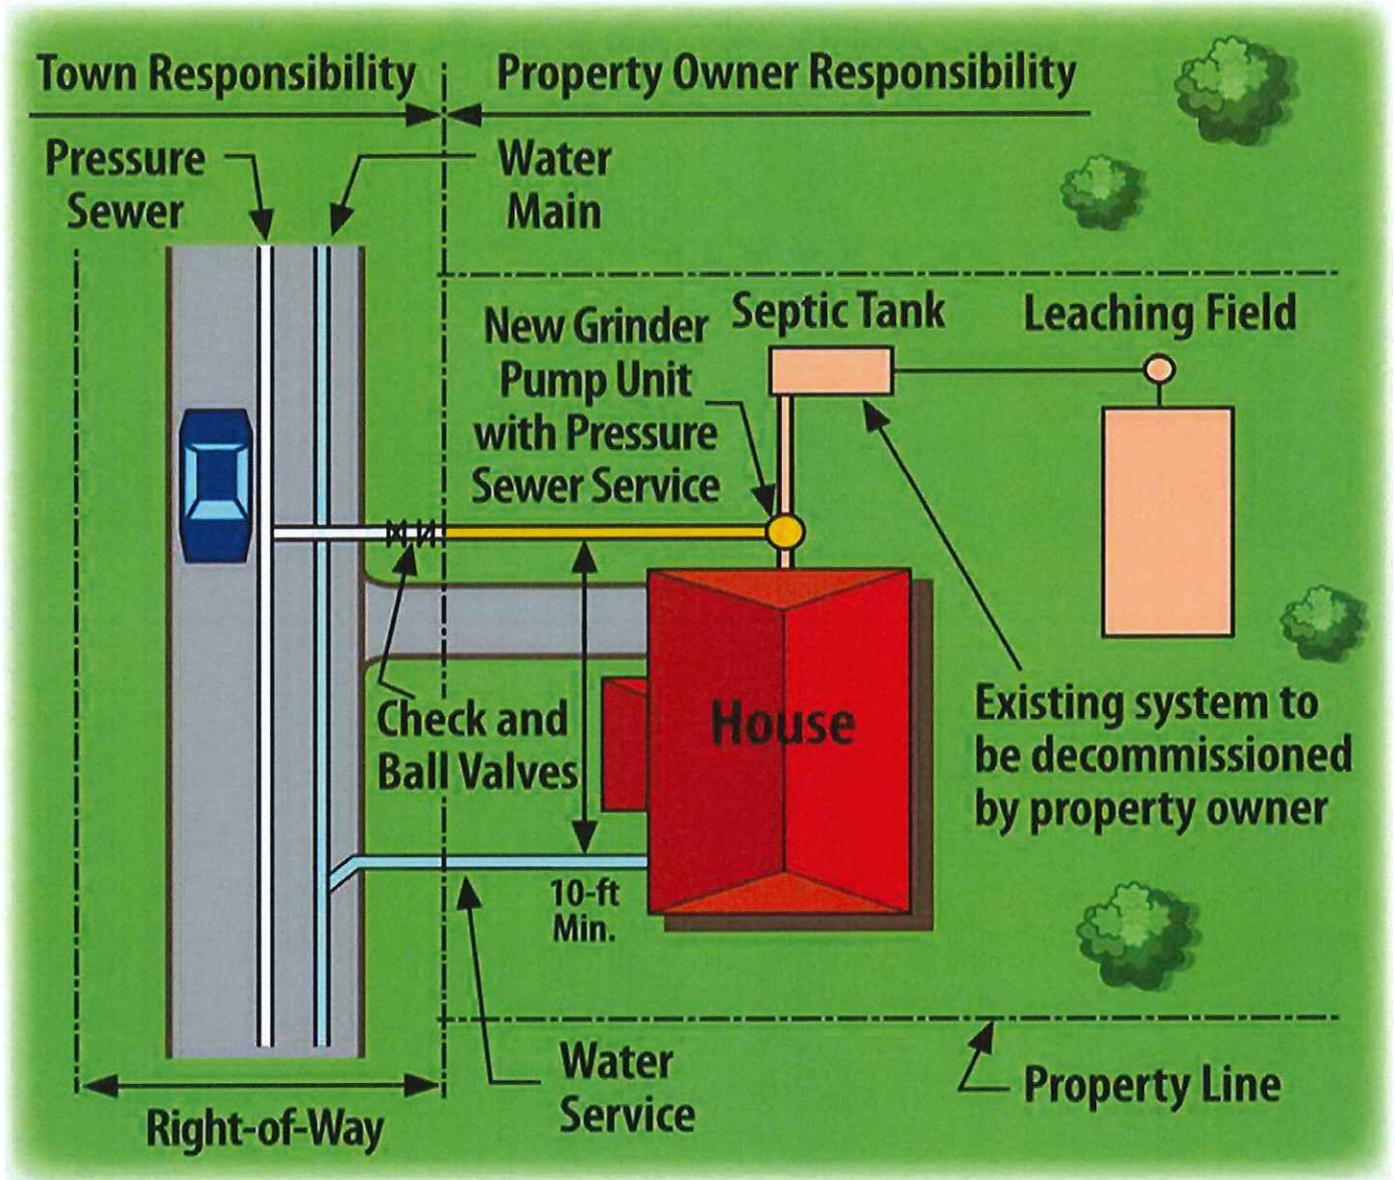 Town Responsibility
Property Owner Responsibility
Pressure
Sewer
Water
Main
New Grinder
Pump Unit
with Pressure
Sewer Service
Septic Tank
Leaching Field
Check and
Ball Valves
House
Existing system to
be decommissioned
by property owner
10-ft
Min.
Water
Service
Property Line
Right-of-Way